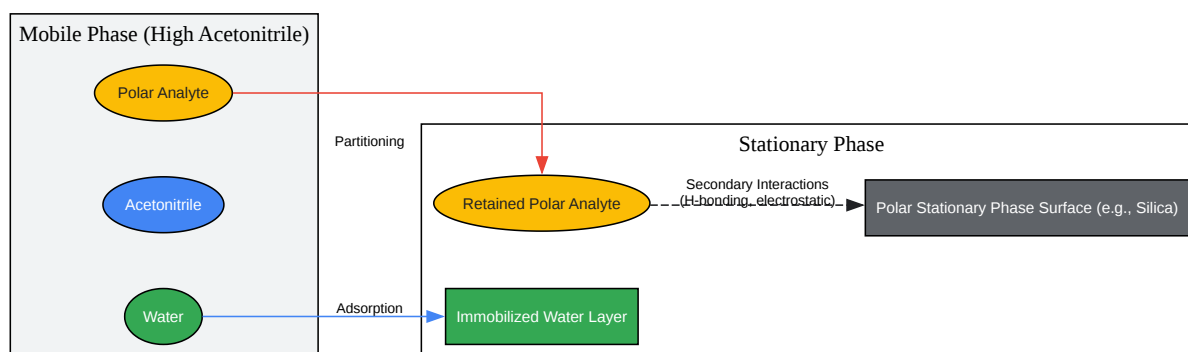 Mobile Phase (High Acetonitrile)
Polar Analyte
Partitioning
Stationary Phase
Acetonitrile
Retained Polar Analyte
Secondary Interactions
(H-bonding, electrostatic)
Polar Stationary Phase Surface (e.g., Silica)
Water
Adsorption
Immobilized Water Layer